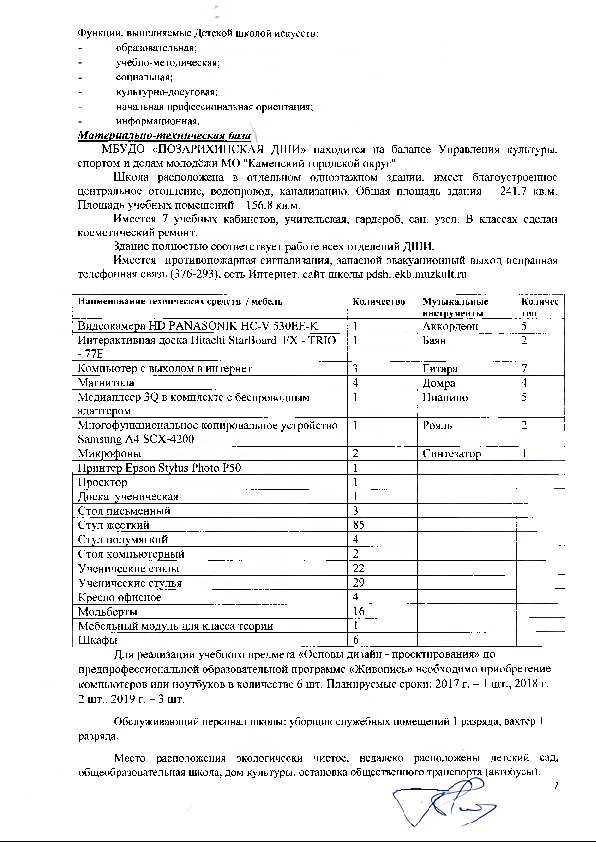 Функции, выполняемые Детской школой искусств:
- образовательная;
- учебно-методическая;
- социальная;
- культурно-досуговая;
- начальная профессиональная ориентация;
- информационная.
Материально-техническая база
МБУДО «ПОЗАРИХИНСКАЯ ДШИ» находится на балансе Управления культуры,
спортом и делам молодёжи МО "Каменский городской округ"
Школа расположена в отдельном одноэтажном здании, имеет благоустроенное
центральное отопление, водопровод, канализацию. Общая площадь здания – 241,7 кв.м.
Площадь учебных помещений – 156,8 кв.м.
Имеется 7 учебных кабинетов, учительская, гардероб, сан. узел. В классах сделан
косметический ремонт.
Здание полностью соответствует работе всех отделений ДШИ.
Имеется противопожарная сигнализация, запасной эвакуационный выход исправная
телефонная связь (376-293), есть Интернет, сайт школы pdshi.ekb.muzkult.ru
Наименование технических средств / мебель Количество Музыкальные инструменты Количес тво
Видеокамера HD PANASONIK HC-V 530EE-K 1 Аккордеон 5
Интерактивная доска Hitachi StarBoard FX - TRIO 1 Баян 2
- 77E
Компьютер с выходом в интернет 3 Гитара 7
Магнитола 4 Домра 4
Медиаплеер 3Q в комплекте с беспроводным 1 Пианино 5
адаптером
Многофункциональное копировальное устройство 1 Рояль 2
Samsung A4 SCX-4200
Микрофоны 2 Синтезатор 1
Принтер Epson Stylus Photo P50 1
Проектор 1
Доска ученическая 1
Стол письменный 3
Стул жесткий 85
Стул полумягкий 4
Стол компьютерный 2
Ученические столы 22
Ученические стулья 29
Кресло офисное 4
Мольберты 16
Мебельный модуль для класса теории 1
Шкафы 6
Для реализации учебного предмета «Основы дизайн - проектирования» по
предпрофессиональной образовательной программе «Живопись» необходимо приобретение
компьютеров или ноутбуков в количестве 6 шт. Планируемые сроки: 2017 г. – 1 шт., 2018 г.
2 шт., 2019 г. – 3 шт.
Обслуживающий персонал школы: уборщик служебных помещений 1 разряда, вахтер 1
разряда.
Место расположения экологически чистое, недалеко расположены детский сад,
общеобразовательная школа, дом культуры, остановка общественного транспорта (автобусы).
7